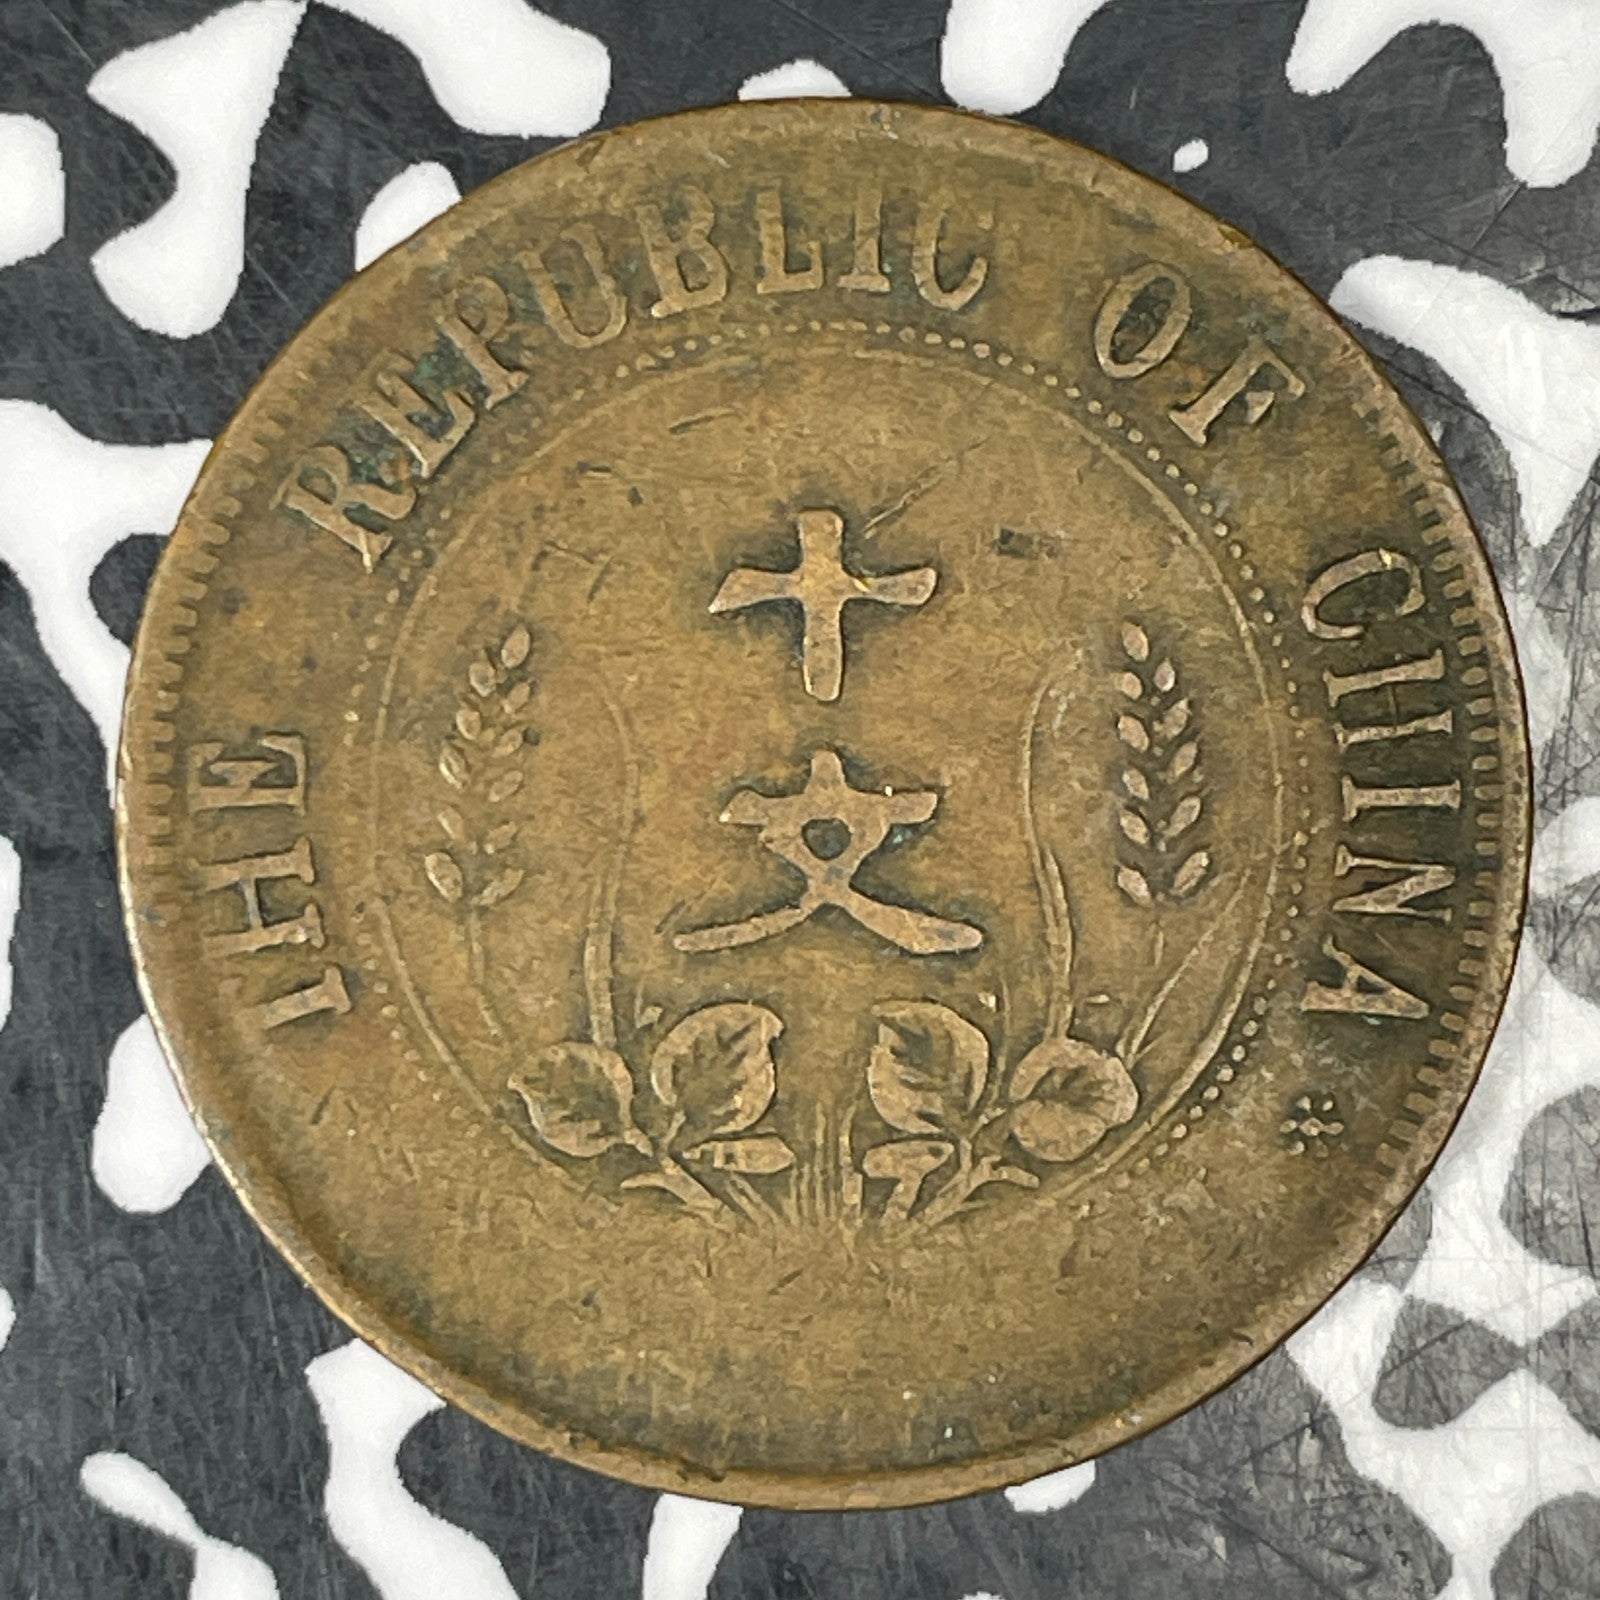 THE REPUBLIC OF CHINA
十
文